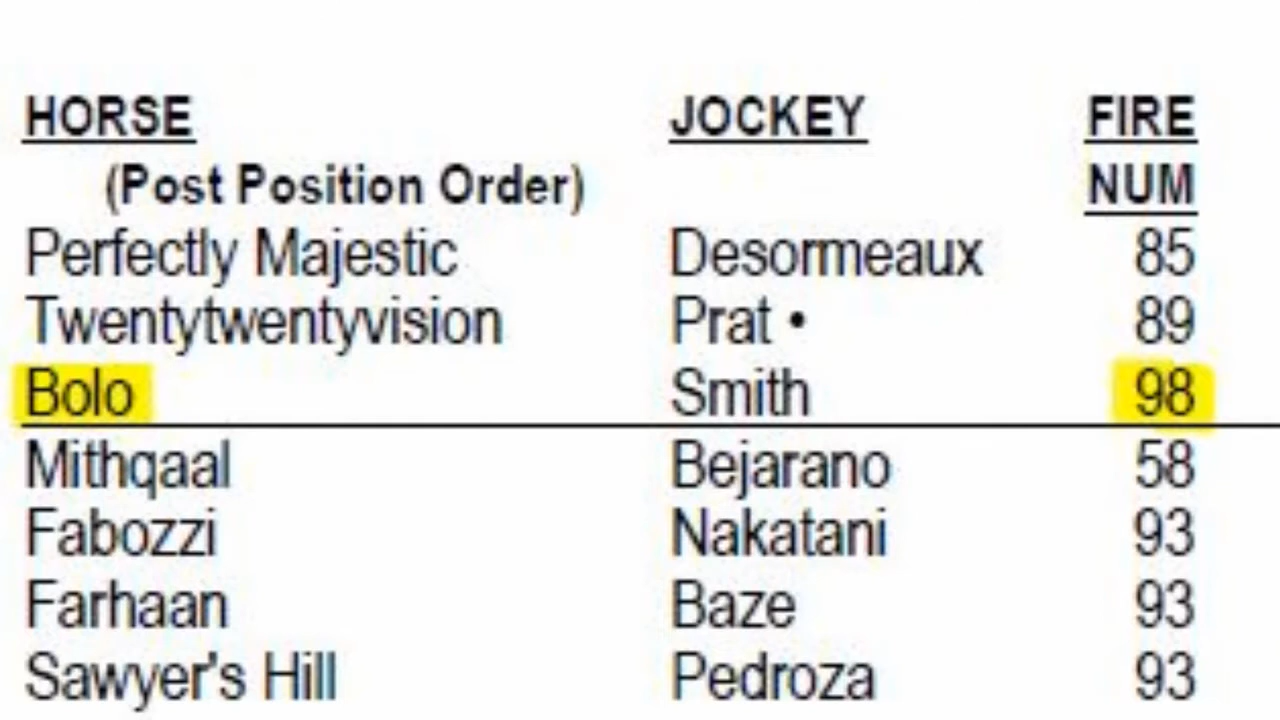 HORSE JOCKEY FIRE
(Post Position Order) NUM
Perfectly Majestic Desormeaux 85
Twentytwentyvision Prat • 89
Bolo Smith 98
Mithqaal Bejarano 58
Fabozzi Nakatani 93
Farhaan Baze 93
Sawyer's Hill Pedroza 93